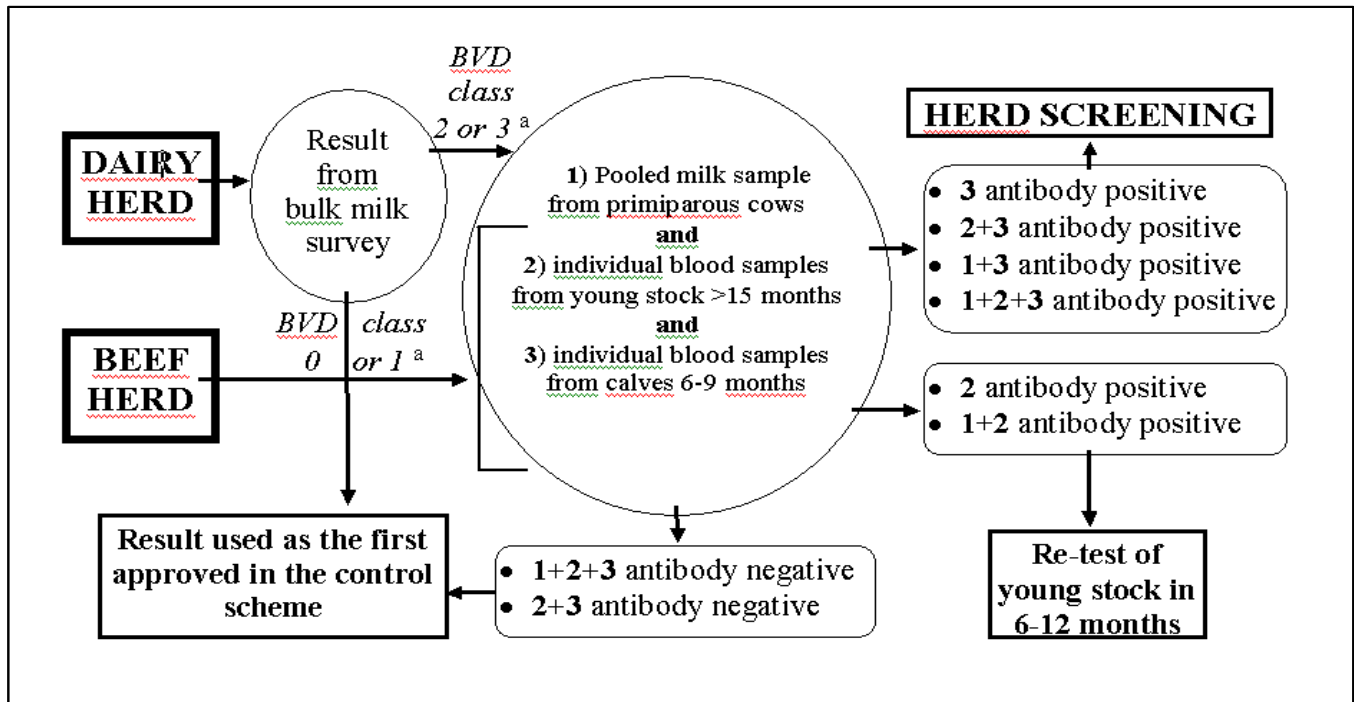 DAIRY
HERD
Result
from
bulk milk
survey
BVD
class
2 or 3 a
1) Pooled milk sample
from primiparous cows
and
2) individual blood samples
from young stock >15 months
and
3) individual blood samples
from calves 6-9 months
HERD SCREENING
• 3 antibody positive
• 2+3 antibody positive
• 1+3 antibody positive
• 1+2+3 antibody positive
BEEF
HERD
BVD class
0 or 1 a
• 2 antibody positive
• 1+2 antibody positive
Result used as the first
approved in the control
scheme
• 1+2+3 antibody negative
• 2+3 antibody negative
Re-test of
young stock in
6-12 months